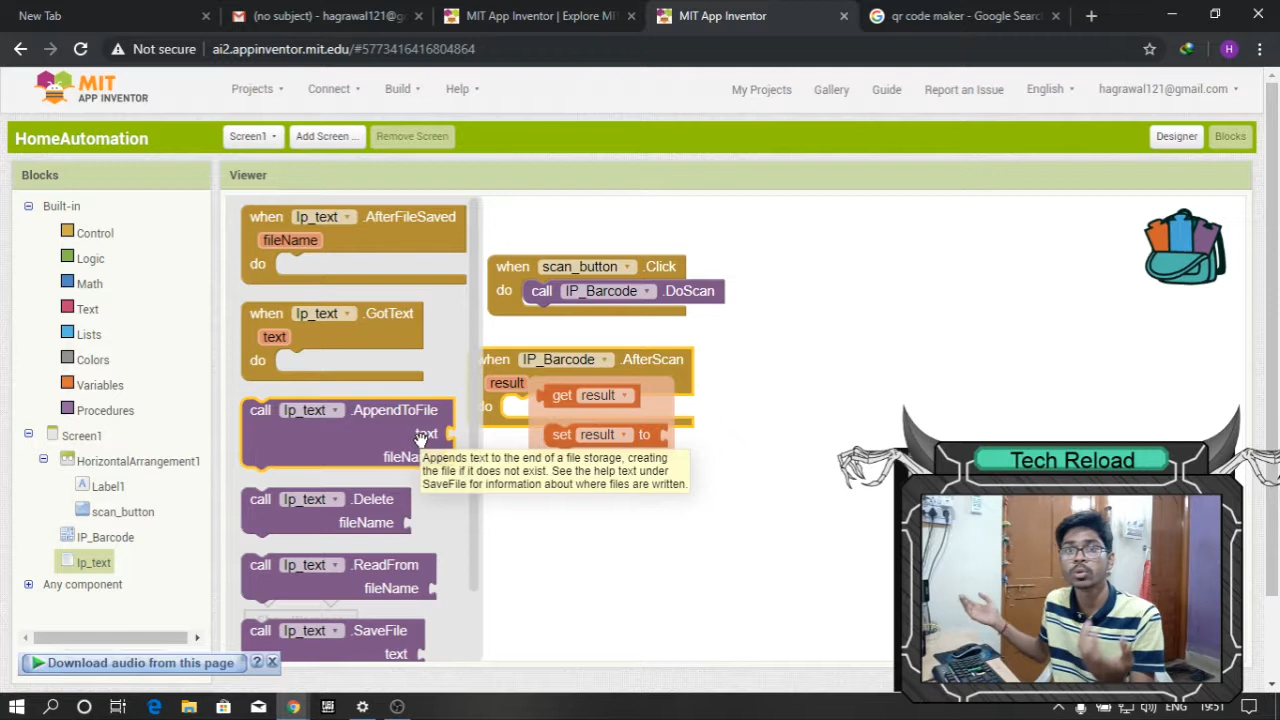 New Tab
(no subject) - hagrawal121@g
MIT App Inventor | Explore MIT
MIT App Inventor
qr code maker - Google Search
Not secure
ai2.appinventor.mit.edu/#5773416416804864
H
MIT
APP INVENTOR
Projects
Connect
Build
Help
My Projects
Gallery
Guide
Report an Issue
English
hagrawal121@gmail.com
HomeAutomation
Screen1
Add Screen ...
Remove Screen
Designer
Blocks
Blocks
Viewer
Built-in
Control
Logic
Math
Text
Lists
Colors
Variables
Procedures
Screen1
HorizontalArrangement1
Label1
scan_button
IP_Barcode
Ip_text
Any component
when Ip_text .AfterFileSaved
fileName
do
when Ip_text .GotText
text
do
call Ip_text .AppendToFile
text
fileNa
call Ip_text .Delete
fileName
call Ip_text .ReadFrom
fileName
call Ip_text .SaveFile
text
when scan_button .Click
do call IP_Barcode .DoScan
when IP_Barcode .AfterScan
result
do
get result
set result to
Appends text to the end of a file storage, creating
the file if it does not exist. See the help text under
SaveFile for information about where files are written.
Tech Reload
Download audio from this page ? X
ENG
19:51